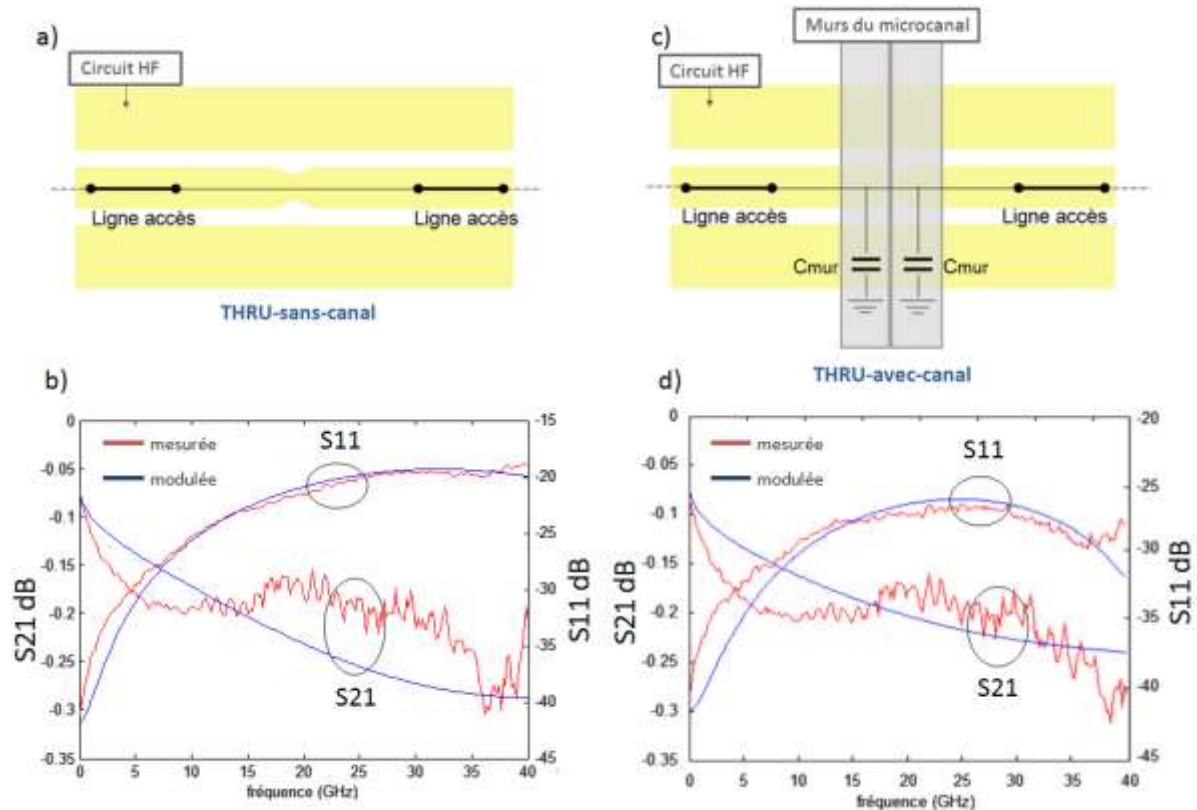 a)
Circuit HF
Ligne accès
Ligne accès
THRU-sans-canal
c)
Murs du microcanal
Circuit HF
Ligne accès
Ligne accès
Cmur
Cmur
THRU-avec-canal
b)
mesurée
modulée
S11
S21
0
-0.05
-0.1
-0.15
-0.2
-0.25
-0.3
-0.35
S21 dB
-15
-20
-25
-30
-35
-40
-45
S11 dB
0 5 10 15 20 25 30 35 40
fréquence (GHz)
d)
mesurée
modulée
S11
S21
0
-0.05
-0.1
-0.15
-0.2
-0.25
-0.3
-0.35
S21 dB
-20
-25
-30
-35
-40
-45
S11 dB
0 5 10 15 20 25 30 35 40
fréquence (GHz)